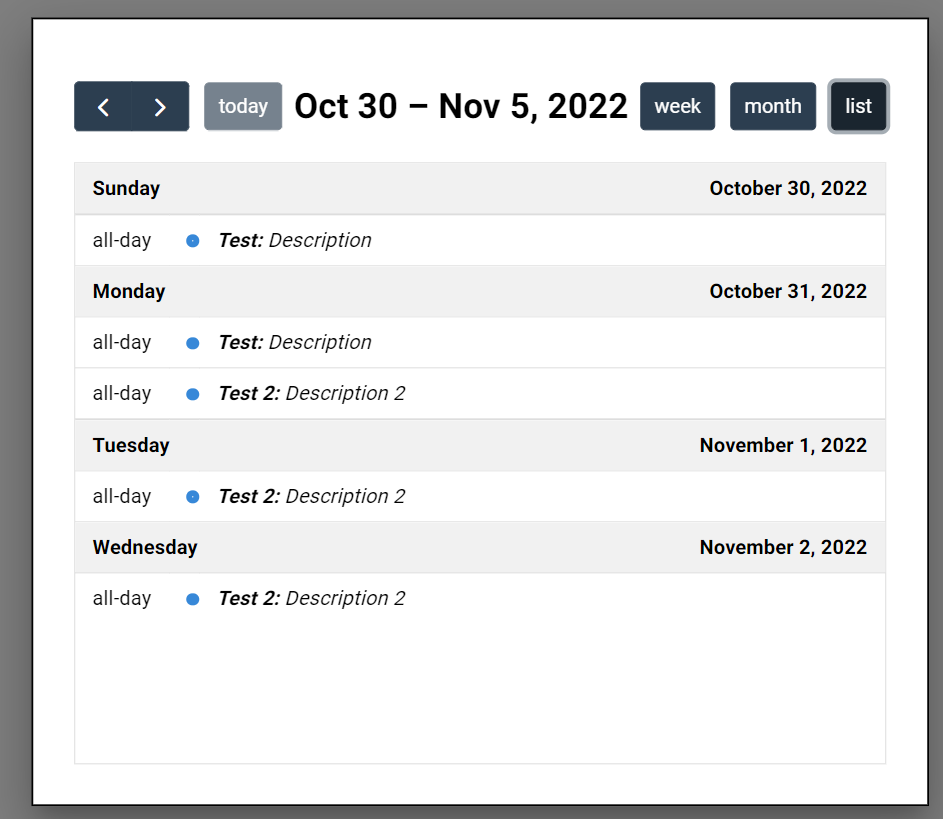 today Oct 30 – Nov 5, 2022 week month list
Sunday October 30, 2022
all-day Test: Description
Monday October 31, 2022
all-day Test: Description
all-day Test 2: Description 2
Tuesday November 1, 2022
all-day Test 2: Description 2
Wednesday November 2, 2022
all-day Test 2: Description 2